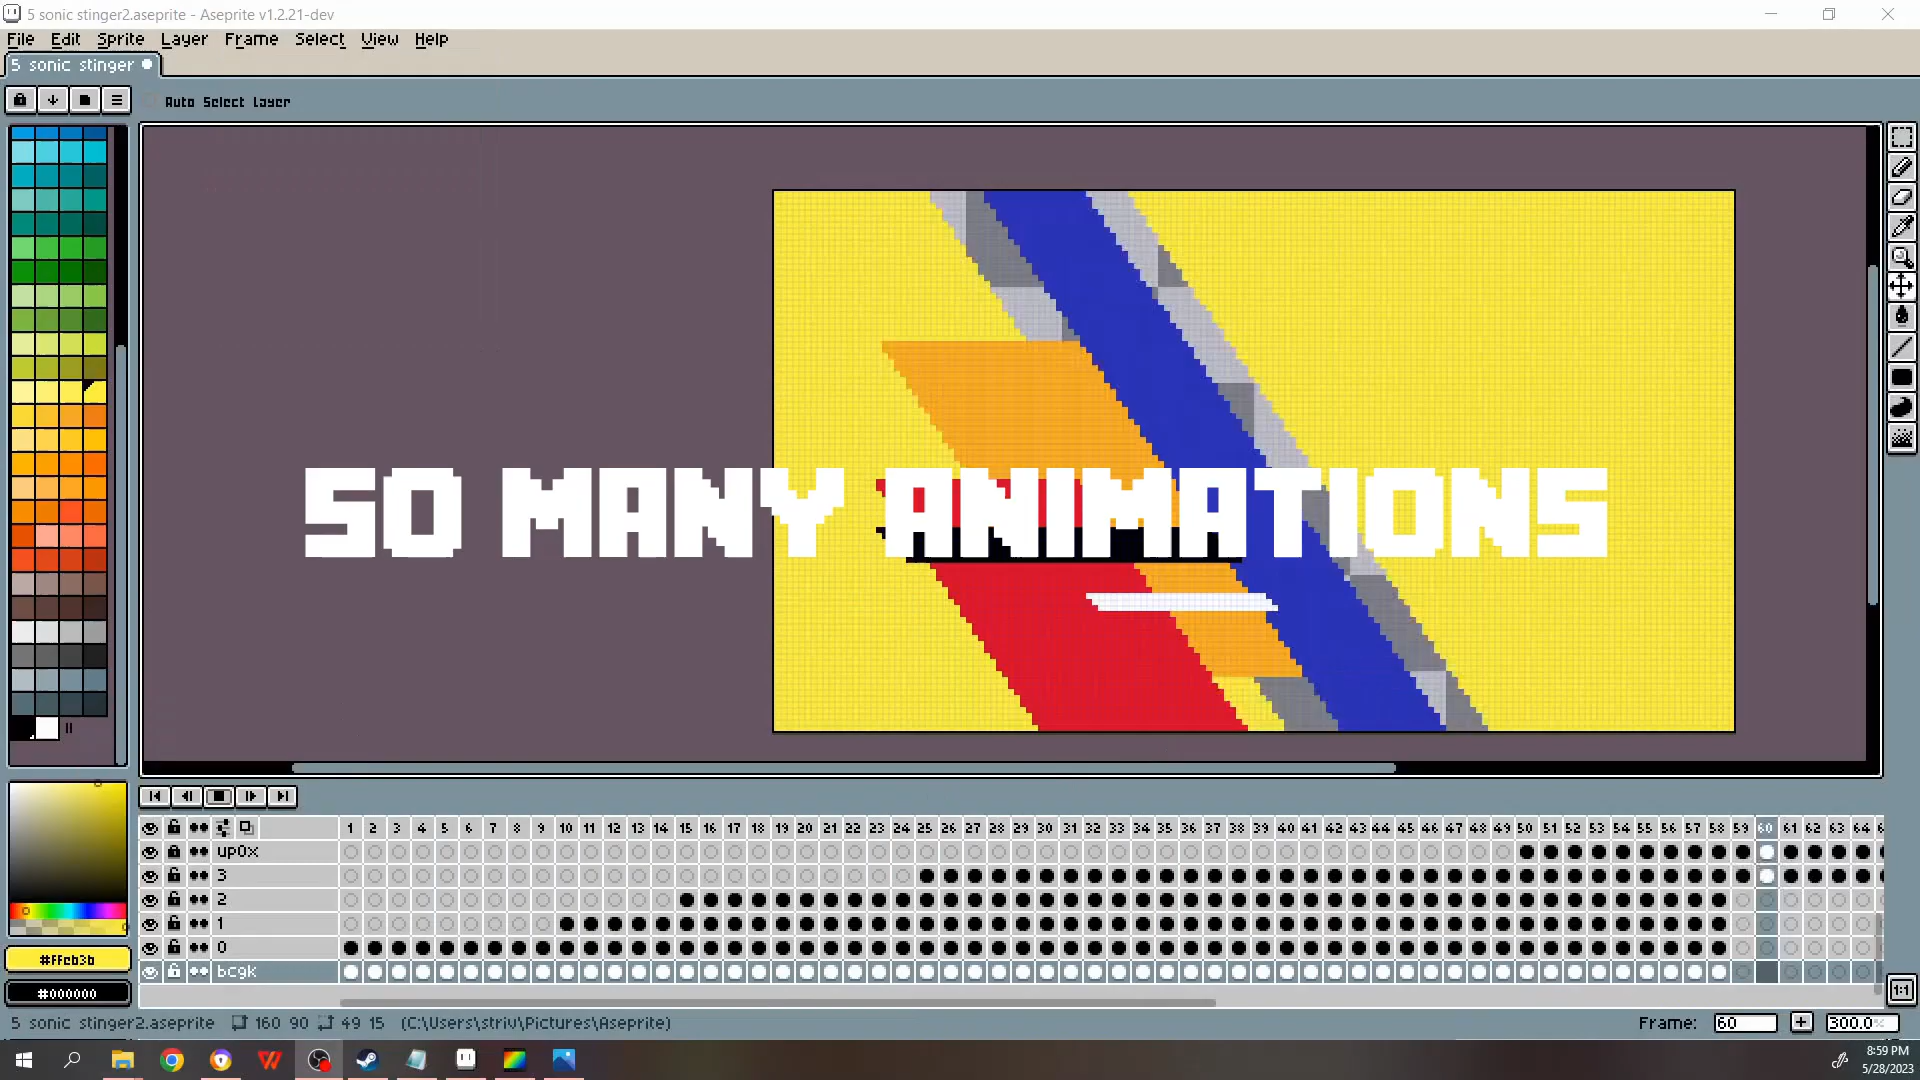 5 sonic stinger2.aseprite - Aseprite v1.2.21-dev
File Edit Sprite Layer Frame Select View Help
5 sonic stinger
Auto Select Layer
SO MANY ANIMATIONS
1 2 3 4 5 6 7 8 9 10 11 12 13 14 15 16 17 18 19 20 21 22 23 24 25 26 27 28 29 30 31 32 33 34 35 36 37 38 39 40 41 42 43 44 45 46 47 48 49 50 51 52 53 54 55 56 57 58 59 60 61 62 63 64
up0x
3
2
1
0
bcgk
#ffeb3b
#000000
1:1
5 sonic stinger2.aseprite 160 90 49 15 (C:\Users\striv\Pictures\Aseprite) Frame: 60 + 300.0%
8:59 PM
5/28/2023